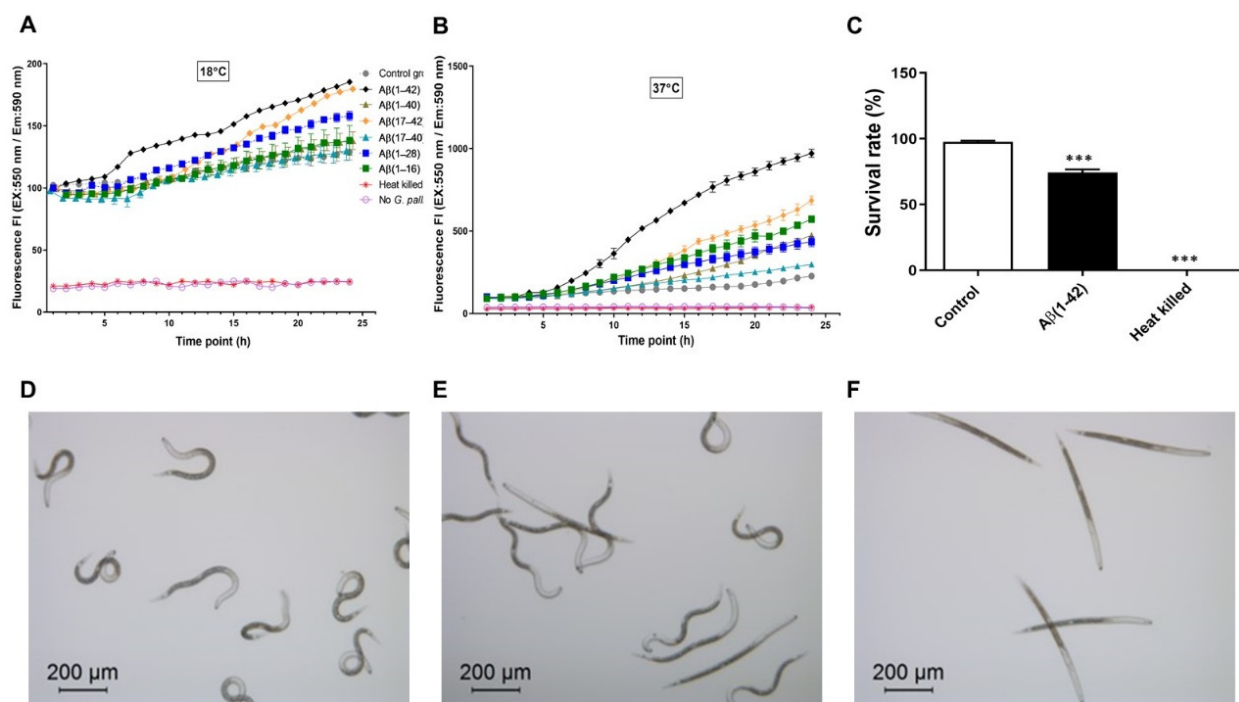 A
Fluorescence FI (EX:550 nm / Em:590 nm)
200
150
100
50
0
18°C
5
10
15
20
25
Time point (h)
Control gro
Aβ(1–42)
Aβ(1–40)
Aβ(17–42)
Aβ(17–40)
Aβ(1–28)
Aβ(1–16)
Heat killed
No G. pall
B
Fluorescence FI (EX:550 nm / Em:590 nm)
1500
1000
500
0
37°C
5
10
15
20
25
Time point (h)
C
Survival rate (%)
150
100
50
0
***
***
Control
Aβ(1-42)
Heat killed
D
200 µm
E
200 µm
F
200 µm